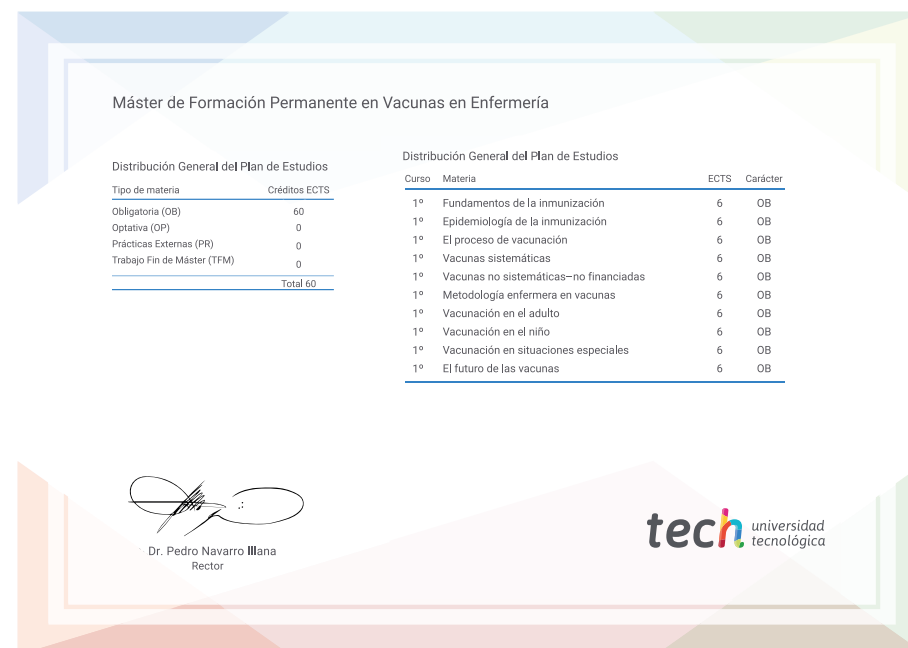 Máster de Formación Permanente en Vacunas en Enfermería
Distribución General del Plan de Estudios
Tipo de materia Créditos ECTS
Obligatoria (OB) 60
Optativa (OP) 0
Prácticas Externas (PR) 0
Trabajo Fin de Máster (TFM) 0
Total 60
Distribución General del Plan de Estudios
Curso Materia ECTS Carácter
1º Fundamentos de la inmunización 6 OB
1º Epidemiología de la inmunización 6 OB
1º El proceso de vacunación 6 OB
1º Vacunas sistemáticas 6 OB
1º Vacunas no sistemáticas–no financiadas 6 OB
1º Metodología enfermera en vacunas 6 OB
1º Vacunación en el adulto 6 OB
1º Vacunación en el niño 6 OB
1º Vacunación en situaciones especiales 6 OB
1º El futuro de las vacunas 6 OB
Dr. Pedro Navarro Illana
Rector
tech universidad
tecnológica